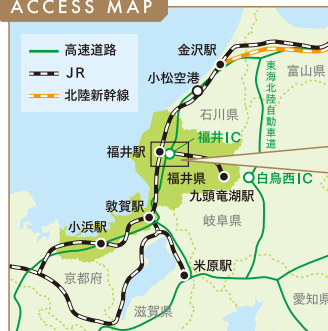 ACCESS MAP
高速道路
JR
北陸新幹線
金沢駅
小松空港
富山県
東海北陸自動車道
石川県
福井IC
福井駅
福井県
九頭竜湖駅
白鳥西IC
敦賀駅
岐阜県
小浜駅
米原駅
京都府
滋賀県
愛知県